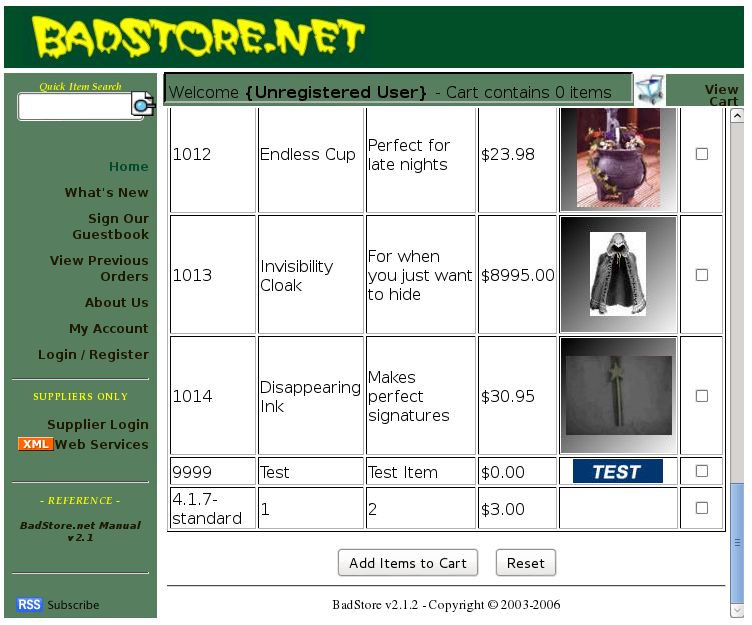 BADSTORE.NET
Quick Item Search
Welcome {Unregistered User} - Cart contains 0 items
View
Cart
Home
What's New
Sign Our
Guestbook
View Previous
Orders
About Us
My Account
Login / Register
SUPPLIERS ONLY
Supplier Login
XML Web Services
- REFERENCE -
BadStore.net Manual
v2.1
RSS Subscribe
1012 Endless Cup Perfect for
late nights $23.98
1013 Invisibility
Cloak For when
you just want
to hide $8995.00
1014 Disappearing
Ink Makes
perfect
signatures $30.95
9999 Test Test Item $0.00 TEST
4.1.7-
standard 1 2 $3.00
Add Items to Cart Reset
BadStore v2.1.2 - Copyright © 2003-2006